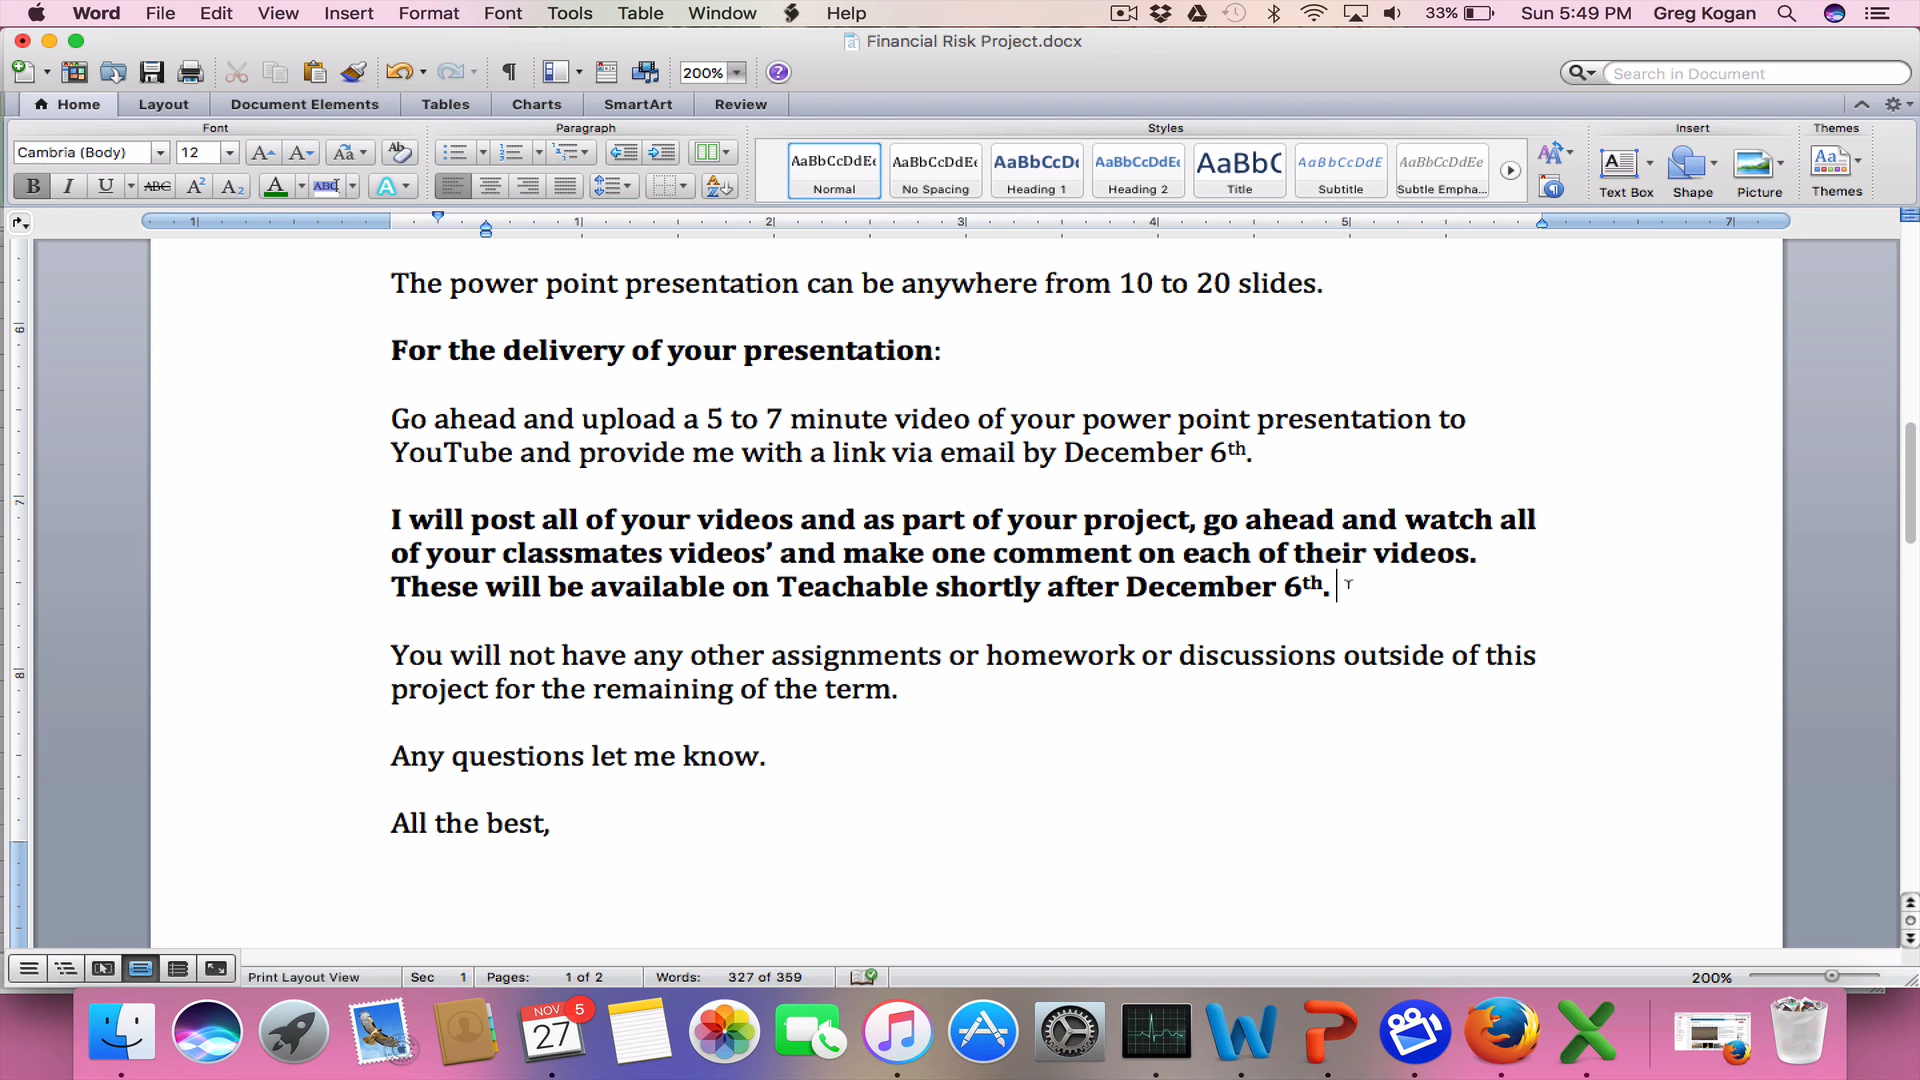 Word File Edit View Insert Format Font Tools Table Window Help 33% Sun 5:49 PM Greg Kogan
Financial Risk Project.docx
200% Search in Document
Home Layout Document Elements Tables Charts SmartArt Review
Font Paragraph Styles Insert Themes
Cambria (Body) 12
AaBbCcDdEe AaBbCcDdEe AaBbCcDc AaBbCcDdEe AaBbC AaBbCcDdE AaBbCcDdEe
Normal No Spacing Heading 1 Heading 2 Title Subtitle Subtle Empha... Text Box Shape Picture Themes
1 1 2 3 4 5 7
The power point presentation can be anywhere from 10 to 20 slides.
For the delivery of your presentation:
Go ahead and upload a 5 to 7 minute video of your power point presentation to
YouTube and provide me with a link via email by December 6th.
I will post all of your videos and as part of your project, go ahead and watch all
of your classmates videos’ and make one comment on each of their videos.
These will be available on Teachable shortly after December 6th.
You will not have any other assignments or homework or discussions outside of this
project for the remaining of the term.
Any questions let me know.
All the best,
Print Layout View Sec 1 Pages: 1 of 2 Words: 327 of 359 200%
NOV 5
27